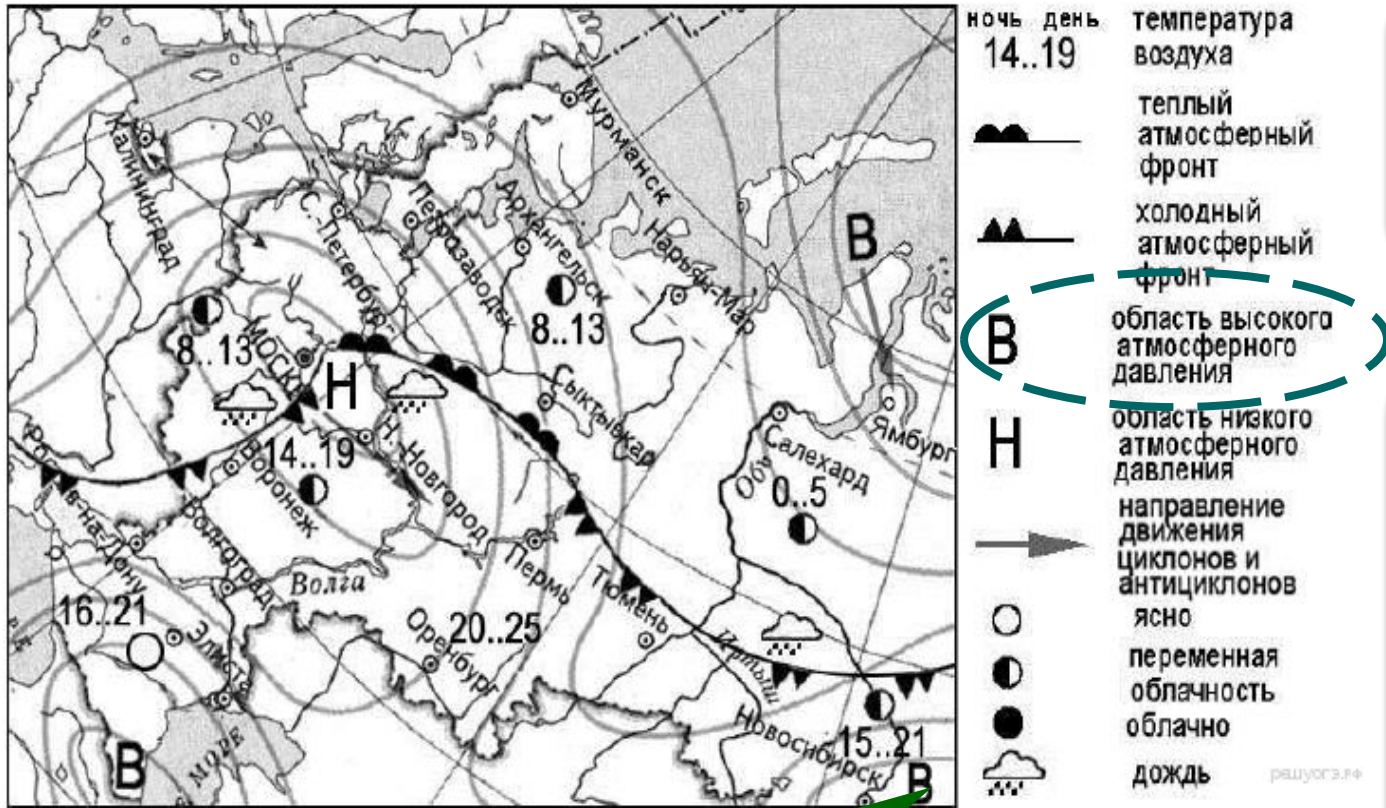 Мурманск
Калининград
С.-Петербург
Петрозаводск
Архангельск
Нарьян-Мар
В
8..13
8..13
МОСКВА
Н
Сыктывкар
Ямбург
Салехард
Обь
0..5
14..19
Н. Новгород
Воронеж
Волгоград
Пермь
Тюмень
Волга
16..21
Элиста
Оренбург
20..25
Иртыш
Новосибирск
15..21
В
МОРЕ
В
ночь день температура
14..19 воздуха
теплый
атмосферный
фронт
холодный
атмосферный
фронт
В область высокого
атмосферного
давления
Н область низкого
атмосферного
давления
направление
движения
циклонов и
антициклонов
ясно
переменная
облачность
облачно
дождь
решуогэ.рф